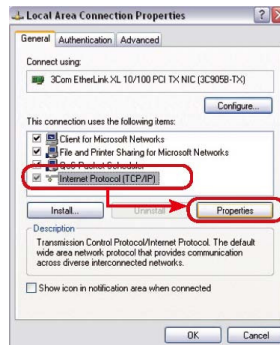 Local Area Connection Properties
General Authentication Advanced
Connect using:
3Com EtherLink XL 10/100 PCI TX NIC (3C905B-TX)
Configure...
This connection uses the following items:
Client for Microsoft Networks
File and Printer Sharing for Microsoft Networks
QoS Packet Scheduler
Internet Protocol (TCP/IP)
Install... Uninstall Properties
Description
Transmission Control Protocol/Internet Protocol. The default
wide area network protocol that provides communication
across diverse interconnected networks.
Show icon in notification area when connected
OK Cancel